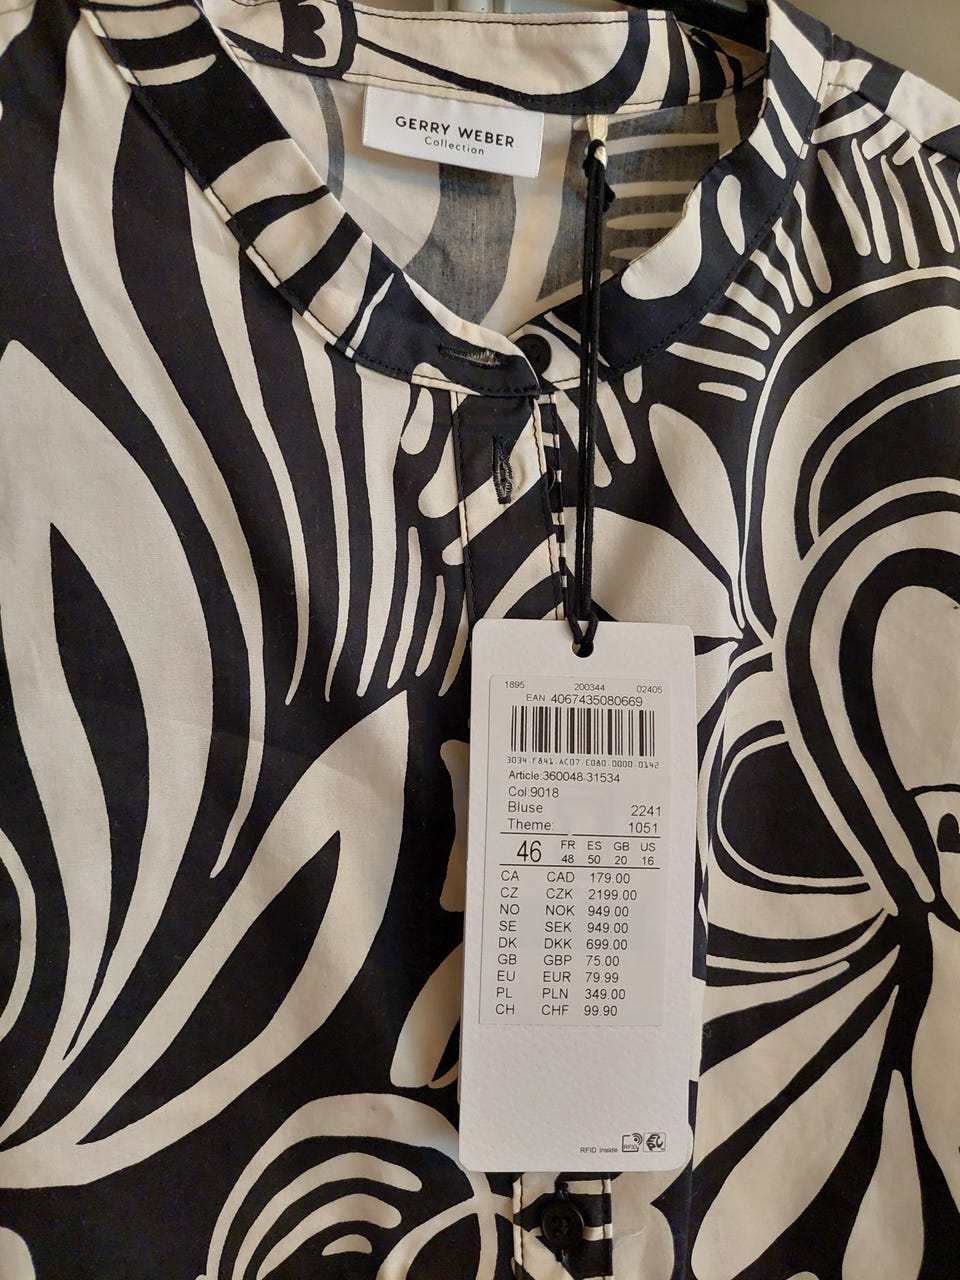 GERRY WEBER
Collection
1895 200344 02405
EAN 4067435080669
3034.F841.AC07.E080.0000.0142
Article:360048.31534
Col:9018
Bluse 2241
Theme: 1051
46 FR ES GB US
48 50 20 16
CA CAD 179.00
CZ CZK 2199.00
NO NOK 949.00
SE SEK 949.00
DK DKK 699.00
GB GBP 75.00
EU EUR 79.99
PL PLN 349.00
CH CHF 99.90
RFID inside RFID EPC